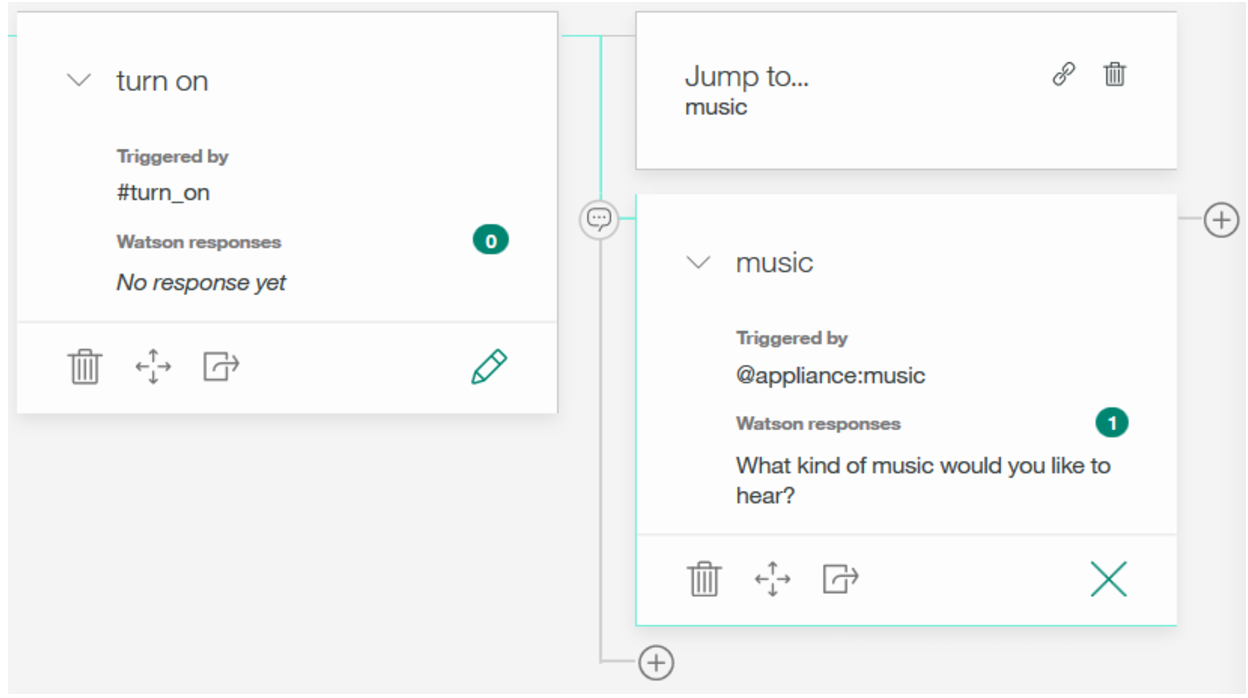 turn on
Triggered by
#turn_on
Watson responses
0
No response yet
Jump to...
music
music
Triggered by
@appliance:music
Watson responses
1
What kind of music would you like to
hear?